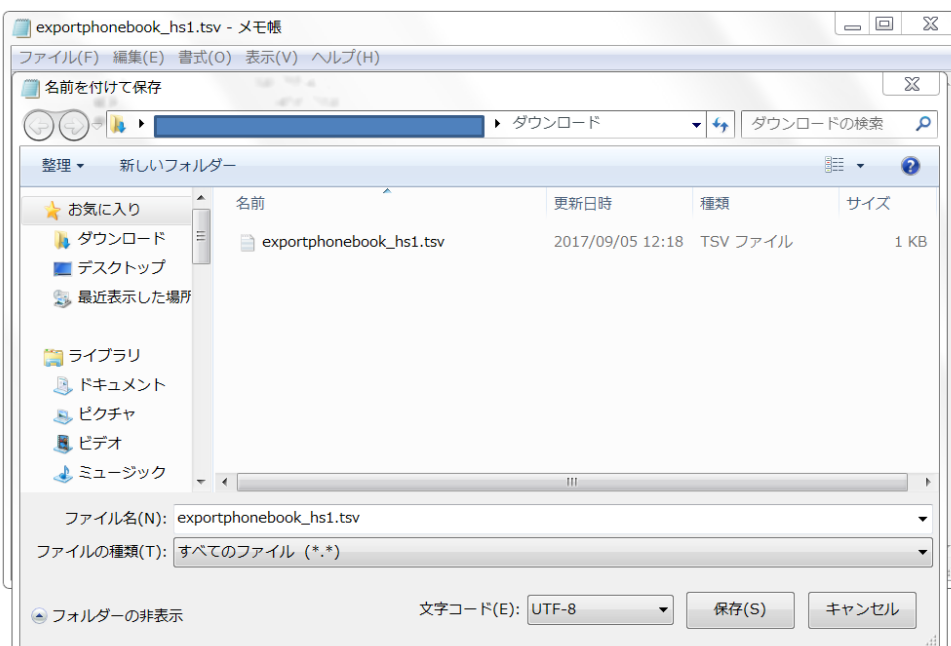 exportphonebook_hs1.tsv - メモ帳
ファイル(F) 編集(E) 書式(O) 表示(V) ヘルプ(H)
名前を付けて保存
ダウンロード ダウンロードの検索
整理 新しいフォルダー
名前 更新日時 種類 サイズ
exportphonebook_hs1.tsv 2017/09/05 12:18 TSV ファイル 1 KB
お気に入り
ダウンロード
デスクトップ
最近表示した場所
ライブラリ
ドキュメント
ピクチャ
ビデオ
ミュージック
ファイル名(N): exportphonebook_hs1.tsv
ファイルの種類(T): すべてのファイル (*.*)
フォルダーの非表示 文字コード(E): UTF-8 保存(S) キャンセル